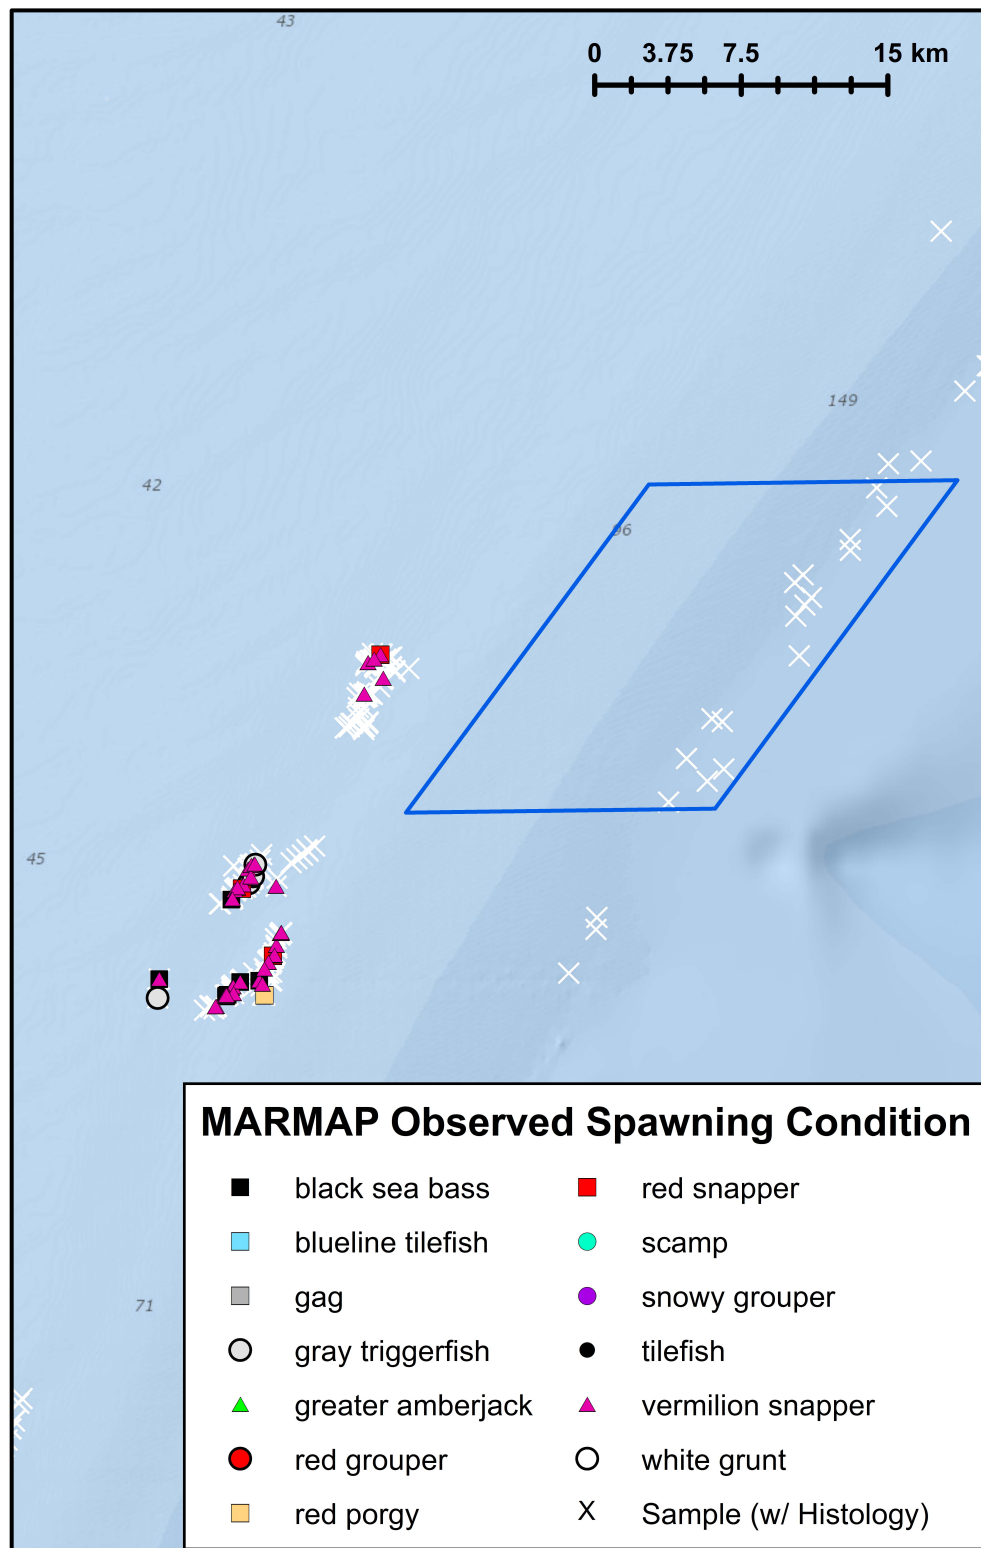 43
0 3.75 7.5 15 km
149
42
96
45
71
MARMAP Observed Spawning Condition
black sea bass red snapper
blueline tilefish scamp
gag snowy grouper
gray triggerfish tilefish
greater amberjack vermilion snapper
red grouper white grunt
red porgy X Sample (w/ Histology)